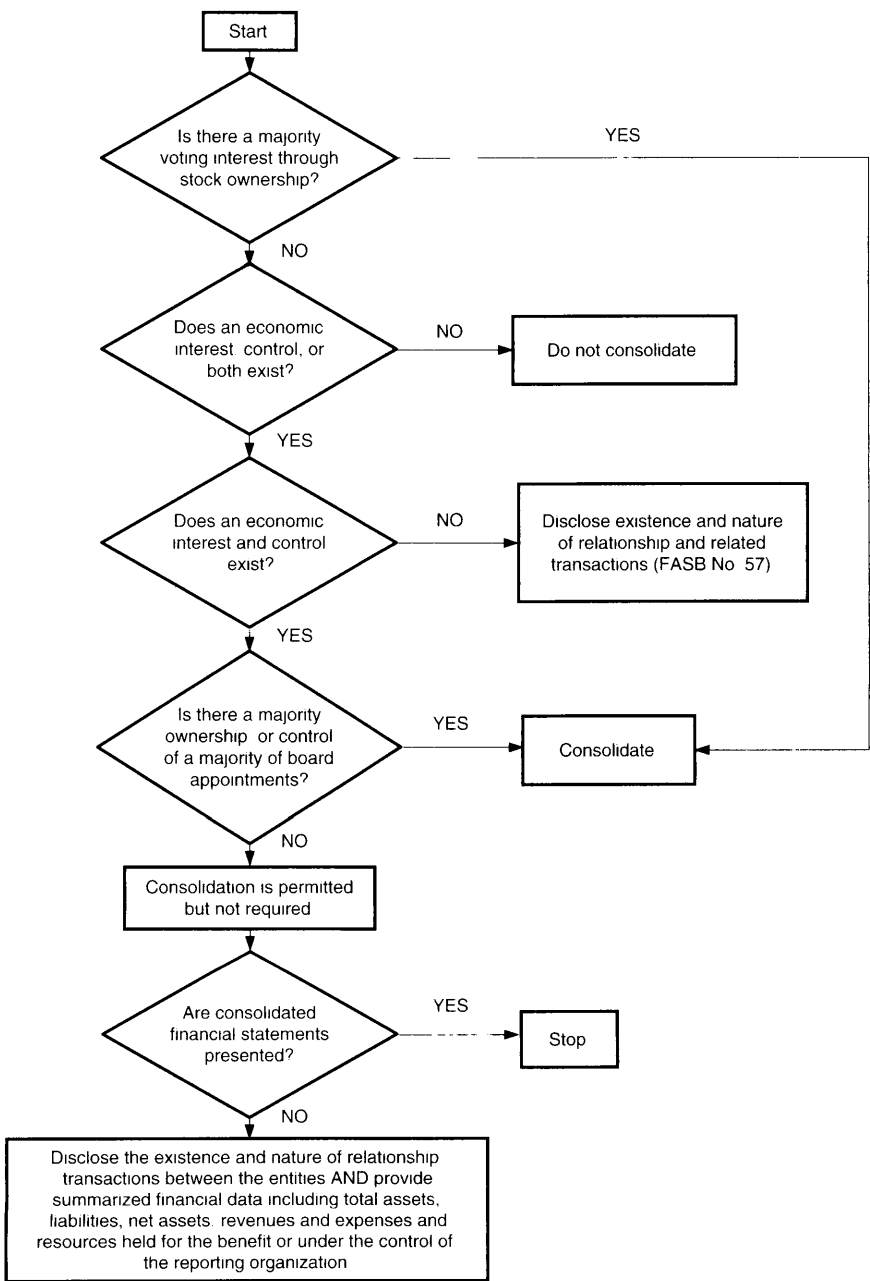 Start
Is there a majority
voting interest through
stock ownership?
YES
NO
Does an economic
interest control, or
both exist?
NO
Do not consolidate
YES
Does an economic
interest and control
exist?
NO
Disclose existence and nature
of relationship and related
transactions (FASB No 57)
YES
Is there a majority
ownership or control
of a majority of board
appointments?
YES
Consolidate
NO
Consolidation is permitted
but not required
Are consolidated
financial statements
presented?
YES
Stop
NO
Disclose the existence and nature of relationship
transactions between the entities AND provide
summarized financial data including total assets,
liabilities, net assets. revenues and expenses and
resources held for the benefit or under the control of
the reporting organization